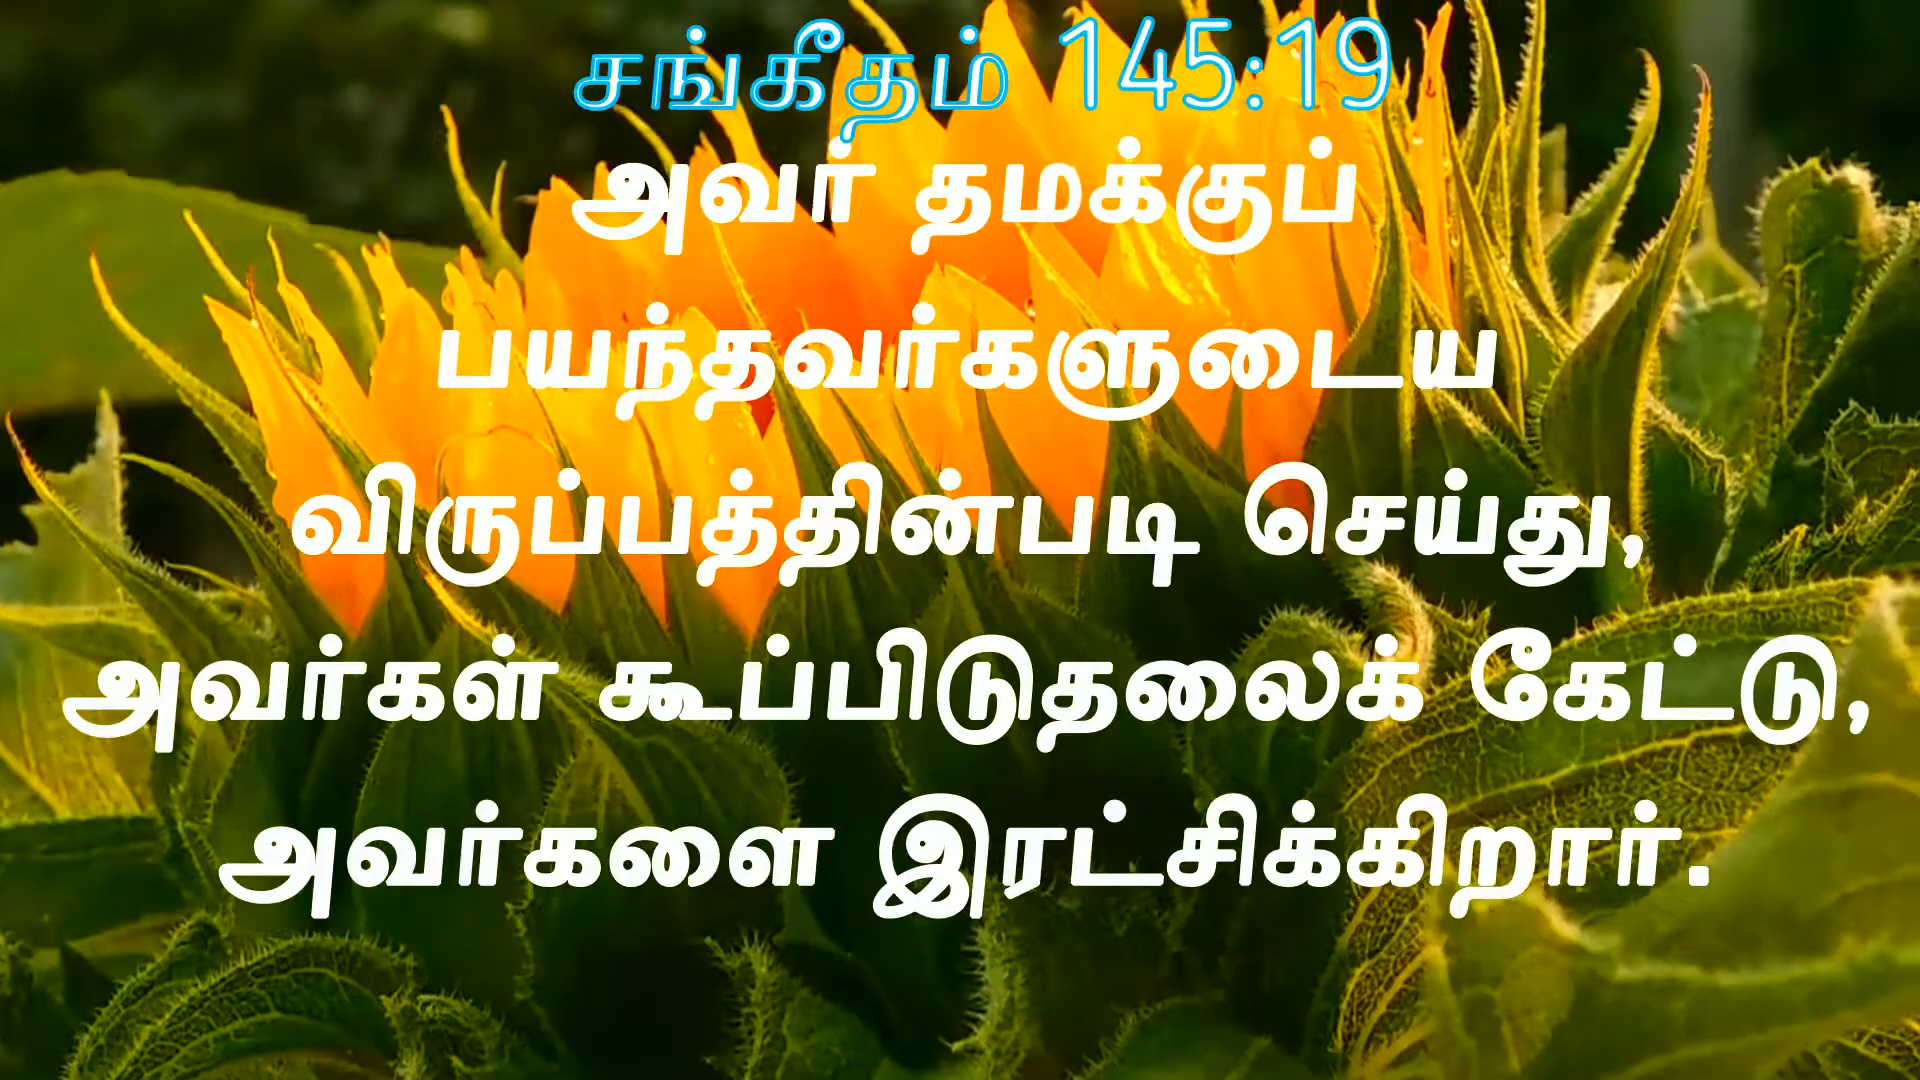 சங்கீதம் 145:19
அவர் தமக்குப்
பயந்தவர்களுடைய
விருப்பத்தின்படி செய்து,
அவர்கள் கூப்பிடுதலைக் கேட்டு,
அவர்களை இரட்சிக்கிறார்.